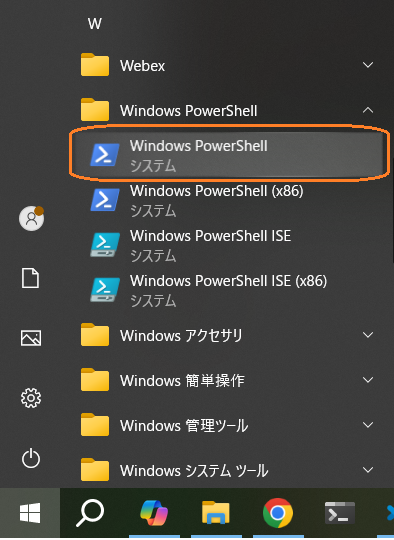 W
Webex
Windows PowerShell
Windows PowerShell
システム
Windows PowerShell (x86)
システム
Windows PowerShell ISE
システム
Windows PowerShell ISE (x86)
システム
Windows アクセサリ
Windows 簡単操作
Windows 管理ツール
Windows システム ツール